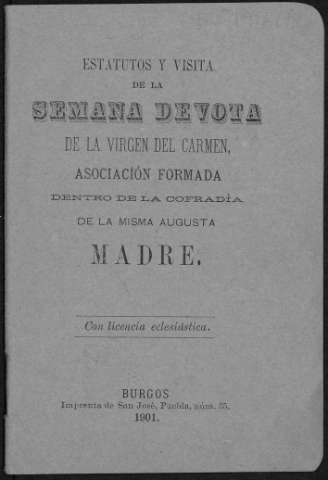 ESTATUTOS Y VISITA
DE LA
SEMANA DEVOTA
DE LA VIRGEN DEL CARMEN,
ASOCIACIÓN FORMADA
DENTRO DE LA COFRADÍA
DE LA MISMA AUGUSTA
MADRE.
Con licencia eclesiástica.
BURGOS
Imprenta de San José, Puebla, núm. 35.
1901.